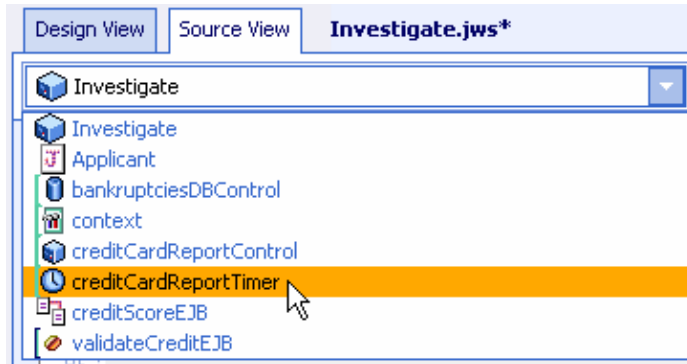 Design View Source View Investigate.jws*
Investigate
Investigate
Applicant
bankruptciesDBControl
context
creditCardReportControl
creditCardReportTimer
creditScoreEJB
validateCreditEJB